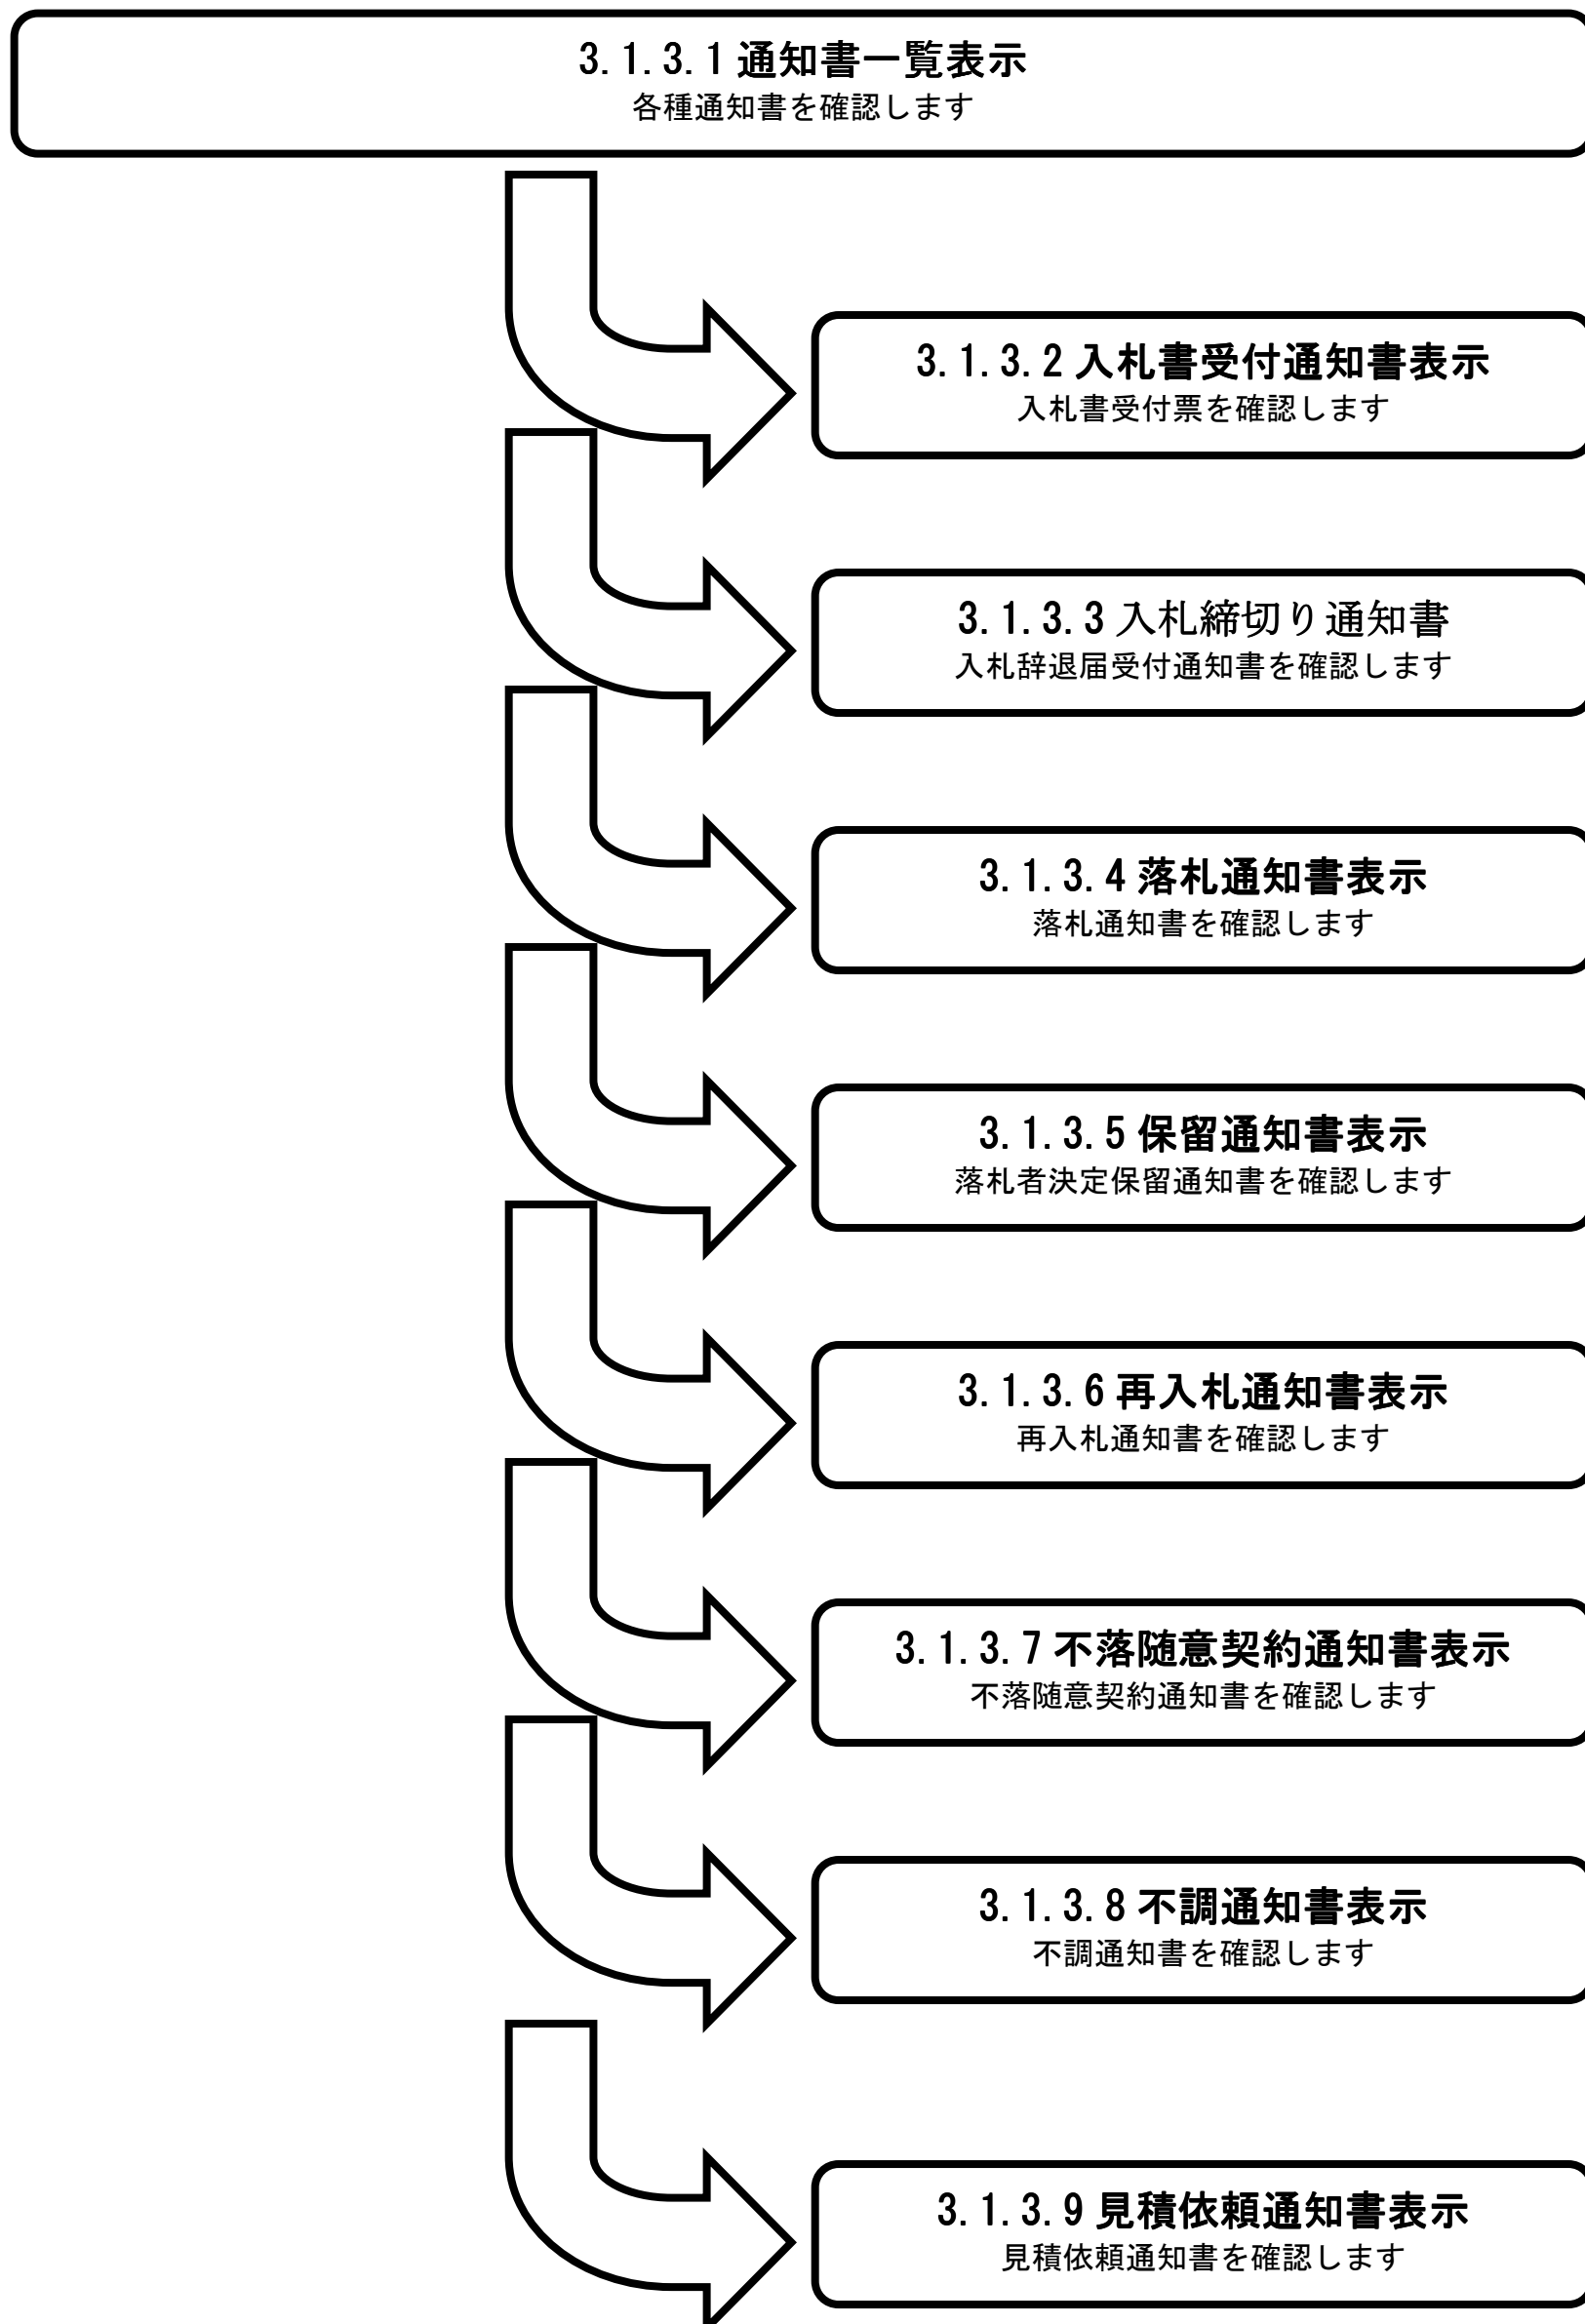 3.1.3.1 通知書一覧表示
各種通知書を確認します
3.1.3.2 入札書受付通知書表示
入札書受付票を確認します
3.1.3.3 入札締切り通知書
入札辞退届受付通知書を確認します
3.1.3.4 落札通知書表示
落札通知書を確認します
3.1.3.5 保留通知書表示
落札者決定保留通知書を確認します
3.1.3.6 再入札通知書表示
再入札通知書を確認します
3.1.3.7 不落随意契約通知書表示
不落随意契約通知書を確認します
3.1.3.8 不調通知書表示
不調通知書を確認します
3.1.3.9 見積依頼通知書表示
見積依頼通知書を確認します